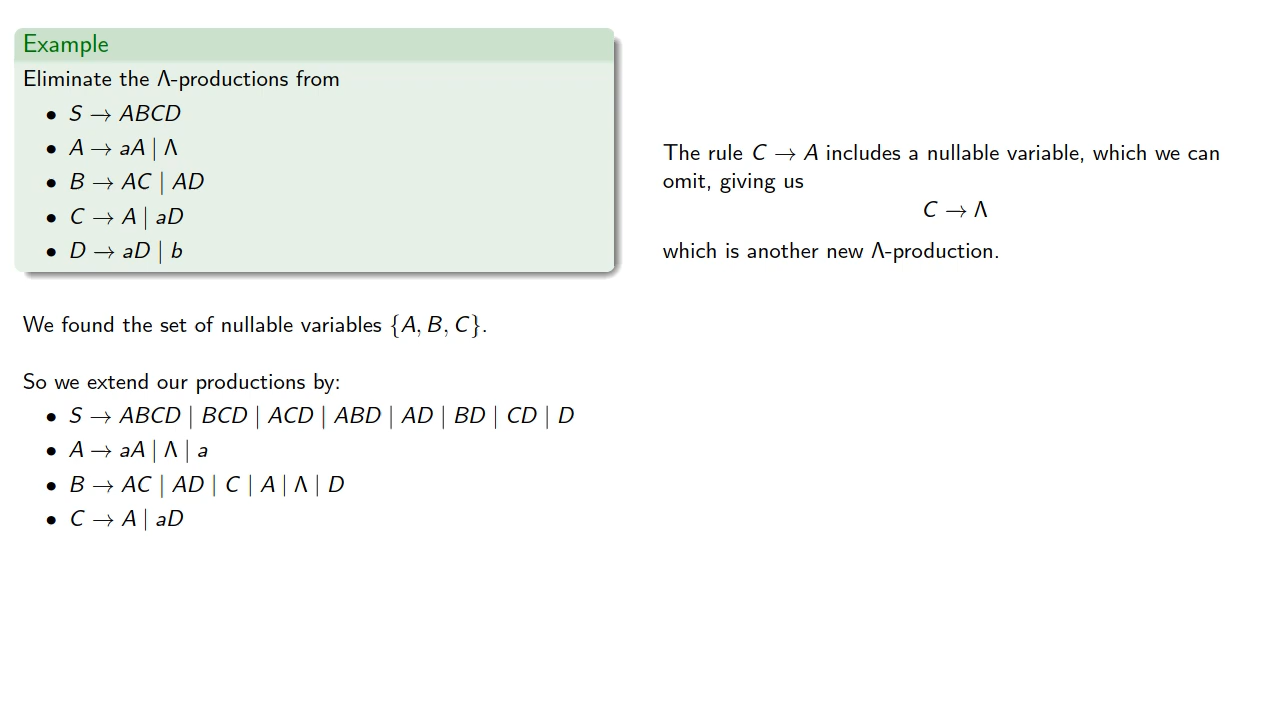 Example
Eliminate the Λ-productions from
• S → ABCD
• A → aA | Λ
• B → AC | AD
• C → A | aD
• D → aD | b
We found the set of nullable variables {A, B, C}.
So we extend our productions by:
• S → ABCD | BCD | ACD | ABD | AD | BD | CD | D
• A → aA | Λ | a
• B → AC | AD | C | A | Λ | D
• C → A | aD
The rule C → A includes a nullable variable, which we can
omit, giving us
C → Λ
which is another new Λ-production.